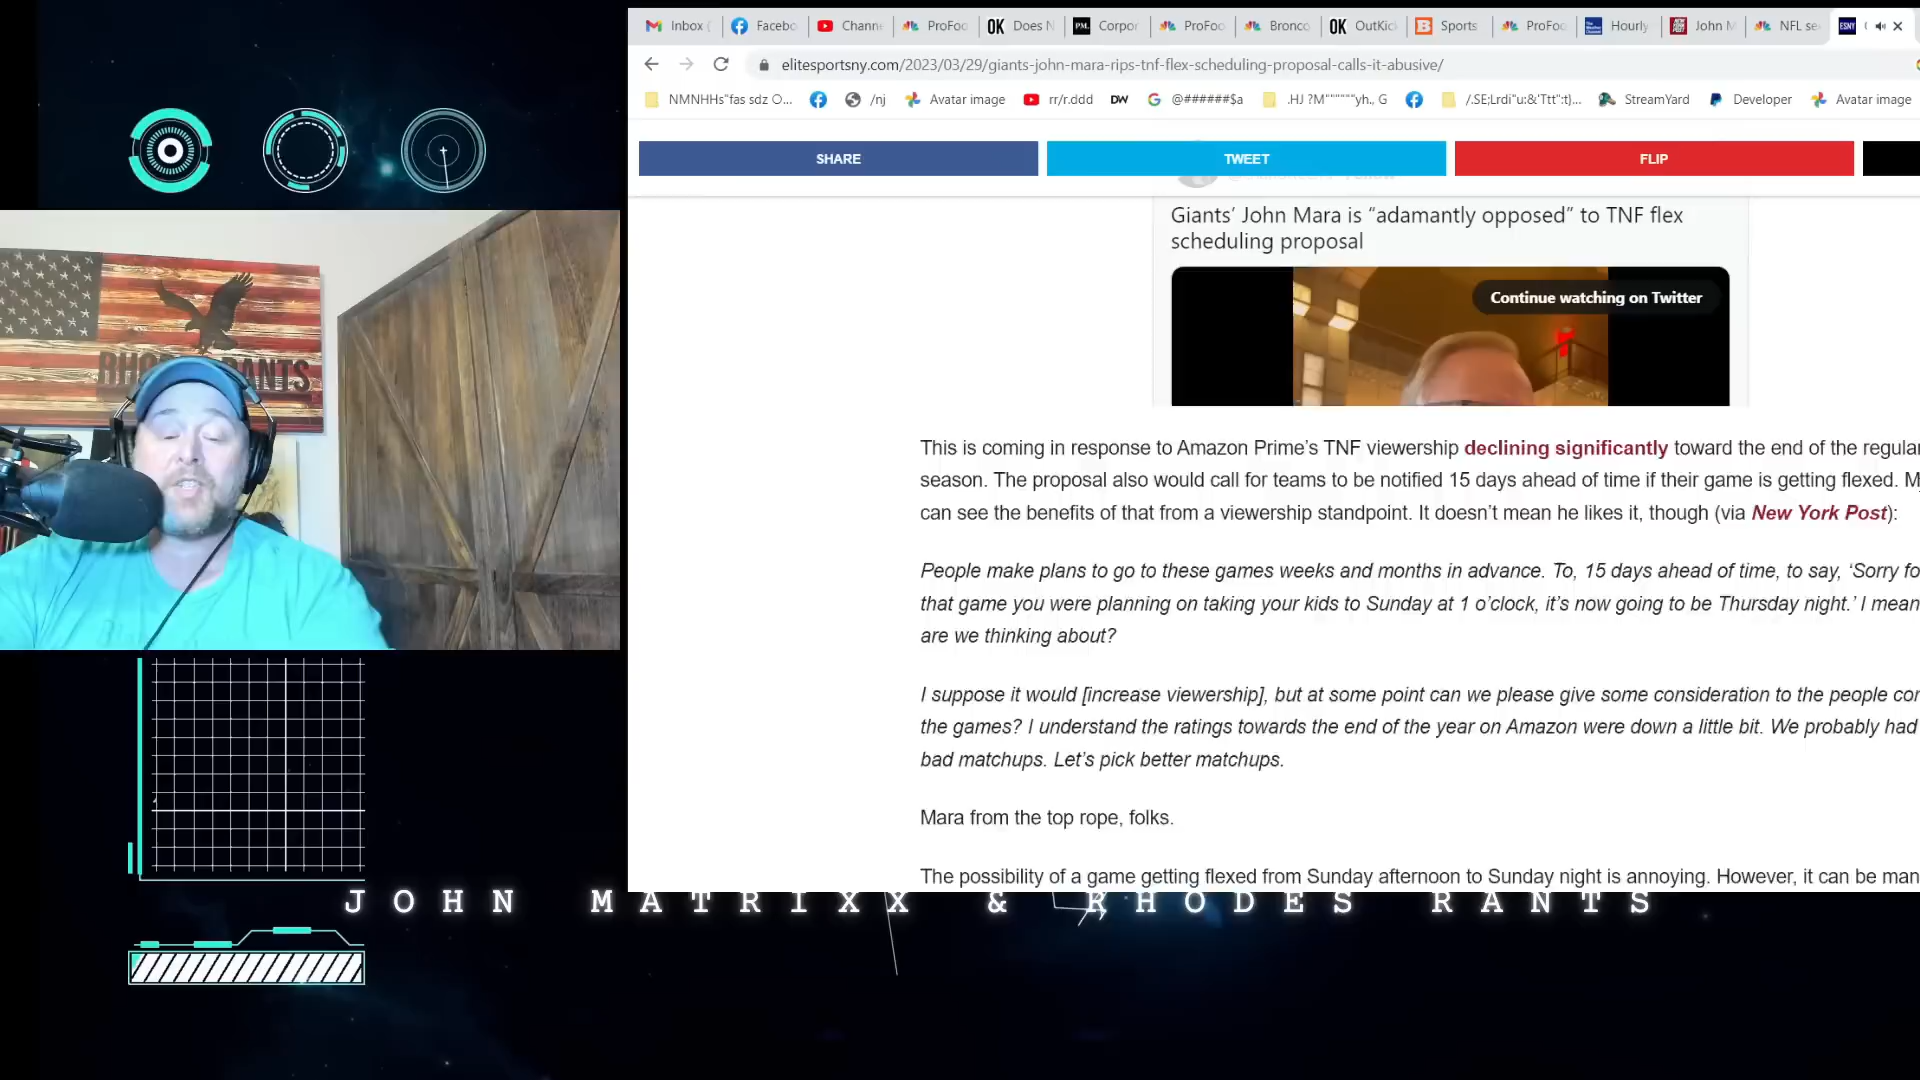 Inbox (
Facebo
Chann
ProFoo
Does N
PM.
Corpor
ProFoo
Bronco
OutKic
Sports
ProFoo
Hourly
John M
NFL se
ESNY
elitesportsny.com/2023/03/29/giants-john-mara-rips-tnf-flex-scheduling-proposal-calls-it-abusive/
NMNHHs"fas sdz O...
/nj
Avatar image
rr/r.ddd
DW
@######$a
.HJ ?M""""""yh., G
/.SE;Lrdi"u:&'Ttt":t)...
StreamYard
Developer
Avatar image
SHARE
TWEET
FLIP
Giants' John Mara is “adamantly opposed” to TNF flex
scheduling proposal
Continue watching on Twitter
RANTS
This is coming in response to Amazon Prime’s TNF viewership declining significantly toward the end of the regular
season. The proposal also would call for teams to be notified 15 days ahead of time if their game is getting flexed. M
can see the benefits of that from a viewership standpoint. It doesn’t mean he likes it, though (via New York Post):
People make plans to go to these games weeks and months in advance. To, 15 days ahead of time, to say, ‘Sorry fo
that game you were planning on taking your kids to Sunday at 1 o’clock, it’s now going to be Thursday night.’ I mean
are we thinking about?
I suppose it would [increase viewership], but at some point can we please give some consideration to the people co
the games? I understand the ratings towards the end of the year on Amazon were down a little bit. We probably had
bad matchups. Let’s pick better matchups.
Mara from the top rope, folks.
The possibility of a game getting flexed from Sunday afternoon to Sunday night is annoying. However, it can be man
JOHN MATRIXX & RHODES RANTS